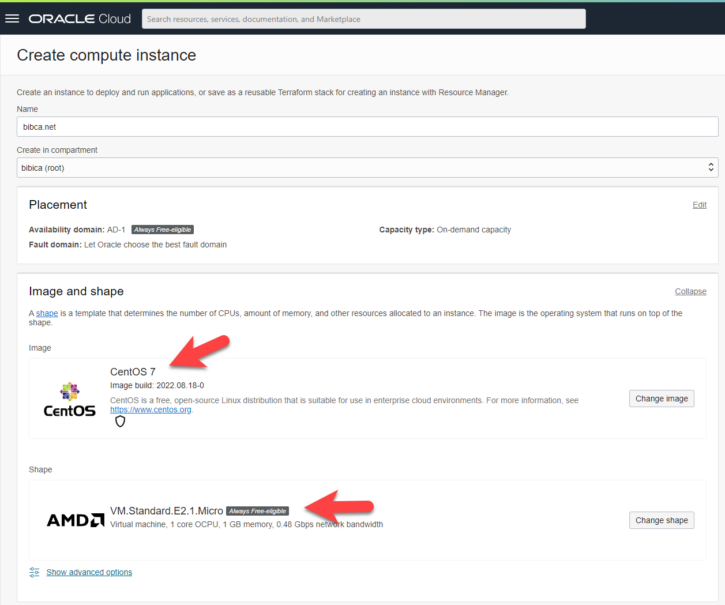 ORACLE Cloud
Search resources, services, documentation, and Marketplace
Create compute instance
Create an instance to deploy and run applications, or save as a reusable Terraform stack for creating an instance with Resource Manager.
Name
bibca.net
Create in compartment
bibica (root)
Placement
Edit
Availability domain: AD-1 Always Free-eligible
Capacity type: On-demand capacity
Fault domain: Let Oracle choose the best fault domain
Image and shape
Collapse
A shape is a template that determines the number of CPUs, amount of memory, and other resources allocated to an instance. The image is the operating system that runs on top of the
shape.
Image
CentOS
CentOS 7
Image build: 2022.08.18-0
CentOS is a free, open-source Linux distribution that is suitable for use in enterprise cloud environments. For more information, see
https://www.centos.org.
Change image
Shape
AMD
VM.Standard.E2.1.Micro Always Free-eligible
Virtual machine, 1 core OCPU, 1 GB memory, 0.48 Gbps network bandwidth
Change shape
Show advanced options